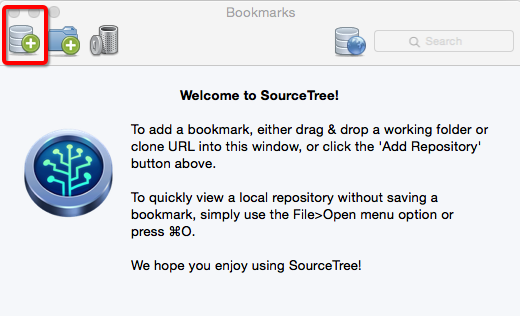 Bookmarks
Search
Welcome to SourceTree!
To add a bookmark, either drag & drop a working folder or
clone URL into this window, or click the 'Add Repository'
button above.
To quickly view a local repository without saving a
bookmark, simply use the File>Open menu option or
press ⌘O.
We hope you enjoy using SourceTree!